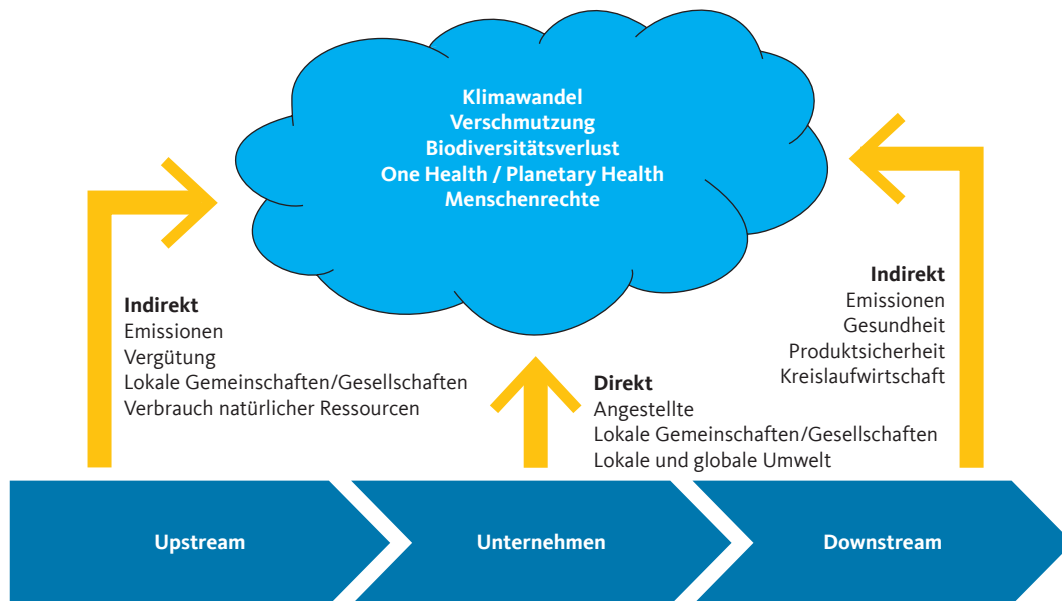 Klimawandel
Verschmutzung
Biodiversitätsverlust
One Health / Planetary Health
Menschenrechte
Indirekt
Emissionen
Vergütung
Lokale Gemeinschaften/Gesellschaften
Verbrauch natürlicher Ressourcen
Direkt
Angestellte
Lokale Gemeinschaften/Gesellschaften
Lokale und globale Umwelt
Indirekt
Emissionen
Gesundheit
Produktsicherheit
Kreislaufwirtschaft
Upstream
Unternehmen
Downstream